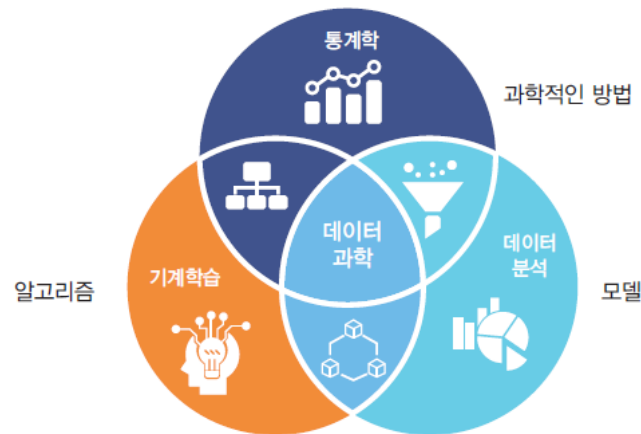 통계학
과학적인 방법
데이터
과학
데이터
분석
기계학습
알고리즘
모델